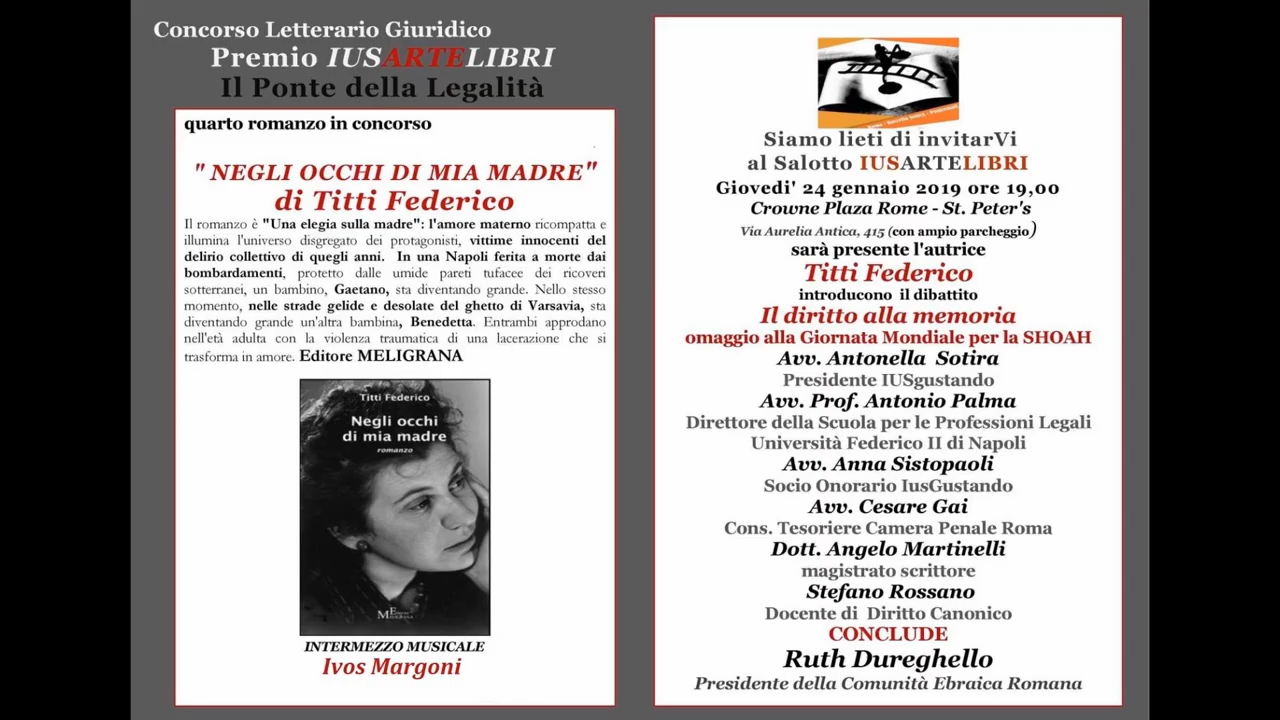 Concorso Letterario Giuridico
Premio IUSARTELIBRI
Il Ponte della Legalità
quarto romanzo in concorso
" NEGLI OCCHI DI MIA MADRE"
di Titti Federico
Il romanzo è "Una elegia sulla madre": l'amore materno ricompatta e
illumina l'universo disgregato dei protagonisti, vittime innocenti del
delirio collettivo di quegli anni. In una Napoli ferita a morte dai
bombardamenti, protetto dalle umide pareti tufacee dei ricoveri
sotterranei, un bambino, Gaetano, sta diventando grande. Nello stesso
momento, nelle strade gelide e desolate del ghetto di Varsavia, sta
diventando grande un'altra bambina, Benedetta. Entrambi approdano
nell'età adulta con la violenza traumatica di una lacerazione che si
trasforma in amore. Editore MELIGRANA
Titti Federico
Negli occhi
di mia madre
romanzo
INTERMEZZO MUSICALE
Ivos Margoni
Siamo lieti di invitarVi
al Salotto IUSARTELIBRI
Giovedi' 24 gennaio 2019 ore 19,00
Crowne Plaza Rome - St. Peter's
Via Aurelia Antica, 415 (con ampio parcheggio)
sarà presente l'autrice
Titti Federico
introducono il dibattito
Il diritto alla memoria
omaggio alla Giornata Mondiale per la SHOAH
Avv. Antonella Sotira
Presidente IUSgustando
Avv. Prof. Antonio Palma
Direttore della Scuola per le Professioni Legali
Università Federico II di Napoli
Avv. Anna Sistopaoli
Socio Onorario IusGustando
Avv. Cesare Gai
Cons. Tesoriere Camera Penale Roma
Dott. Angelo Martinelli
magistrato scrittore
Stefano Rossano
Docente di Diritto Canonico
CONCLUDE
Ruth Dureghello
Presidente della Comunità Ebraica Romana